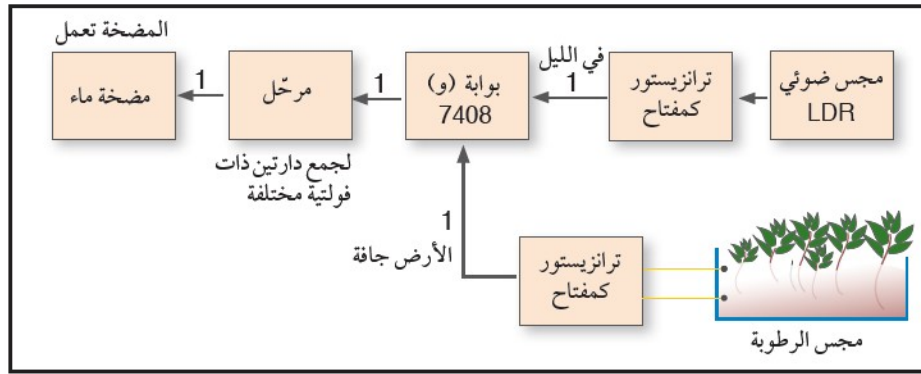 المضخة تعمل
مضخة ماء
1
مرحّل
لجمع دارتين ذات
فولتية مختلفة
1
بوابة (و)
7408
في الليل
1
ترانزيستور
كمفتاح
مجس ضوئي
LDR
1
الأرض جافة
ترانزيستور
كمفتاح
مجس الرطوبة